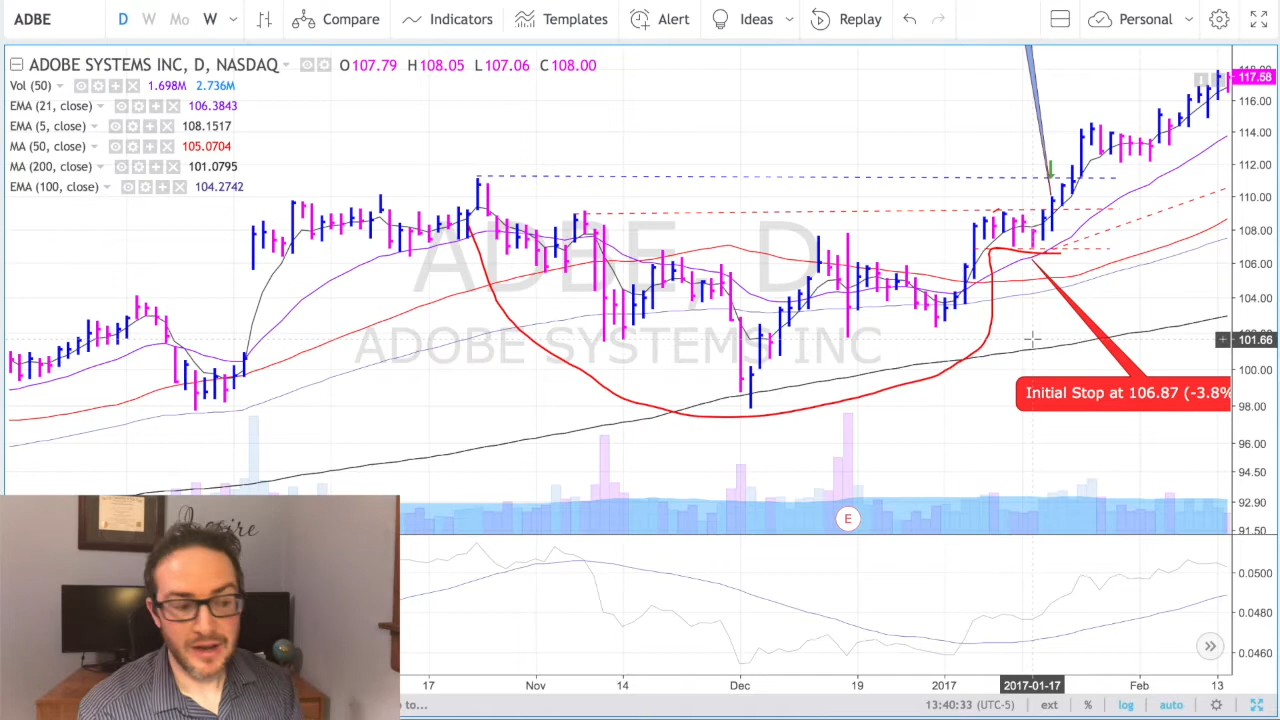 ADBE D W Mo W Compare Indicators Templates Alert Ideas Replay Personal
ADOBE SYSTEMS INC, D, NASDAQ O107.79 H108.05 L107.06 C108.00
Vol (50) 1.698M 2.736M
EMA (21, close) 106.3843
EMA (5, close) 108.1517
MA (50, close) 105.0704
MA (200, close) 101.0795
EMA (100, close) 104.2742
117.58
116.00
114.00
112.00
110.00
108.00
106.00
104.00
101.66
100.00
98.00
96.00
94.50
92.90
91.50
ADBE, D
ADOBE SYSTEMS INC
Initial Stop at 106.87 (-3.8%
E
Inspire
0.0500
0.0480
0.0460
17 Nov 14 Dec 19 2017 2017-01-17 Feb 13
to... 13:40:33 (UTC-5) ext % log auto